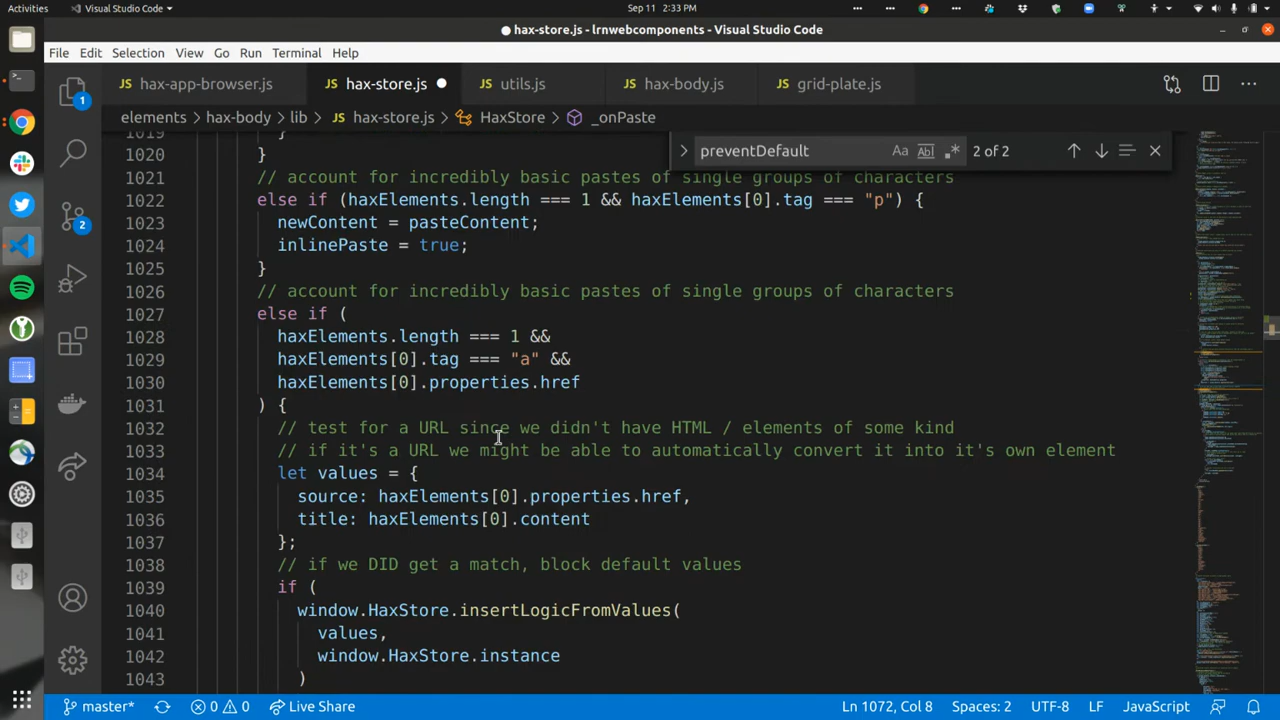 Activities
Visual Studio Code
Sep 11 2:33 PM
hax-store.js - lrnwebcomponents - Visual Studio Code
File Edit Selection View Go Run Terminal Help
JS hax-app-browser.js JS hax-store.js JS utils.js JS hax-body.js JS grid-plate.js
elements > hax-body > lib > JS hax-store.js > HaxStore > _onPaste
preventDefault Aa Ab| .* 2 of 2
1019 }
1020 }
1021 // account for incredibly basic pastes of single groups of characters
1022 else if (haxElements.length === 1 && haxElements[0].tag === "p") {
1023 newContent = pasteContent;
1024 inlinePaste = true;
1025 }
1026 // account for incredibly basic pastes of single groups of characters
1027 else if (
1028 haxElements.length === 1 &&
1029 haxElements[0].tag === "a" &&
1030 haxElements[0].properties.href
1031 ) {
1032 // test for a URL since we didn't have HTML / elements of some kind
1033 // if it's a URL we might be able to automatically convert it into it's own element
1034 let values = {
1035 source: haxElements[0].properties.href,
1036 title: haxElements[0].content
1037 };
1038 // if we DID get a match, block default values
1039 if (
1040 window.HaxStore.insertLogicFromValues(
1041 values,
1042 window.HaxStore.instance
1043 )
1
2
master* 0 0 Live Share Ln 1072, Col 8 Spaces: 2 UTF-8 LF JavaScript